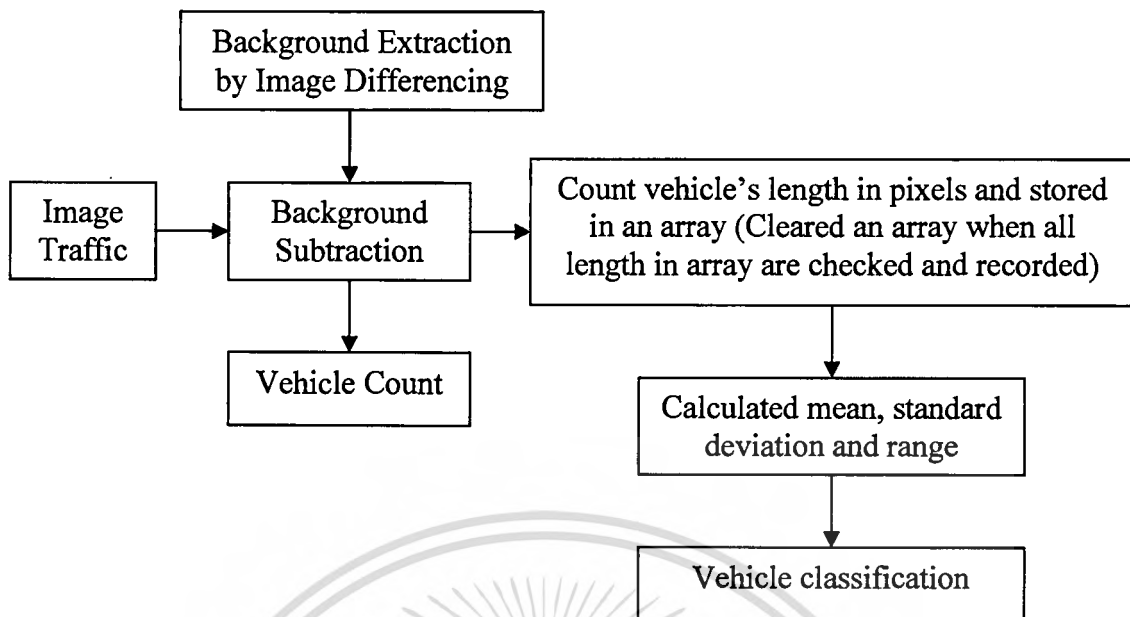 Background Extraction
by Image Differencing
Image
Traffic
Background
Subtraction
Count vehicle's length in pixels and stored
in an array (Cleared an array when all
length in array are checked and recorded)
Vehicle Count
Calculated mean, standard
deviation and range
Vehicle classification